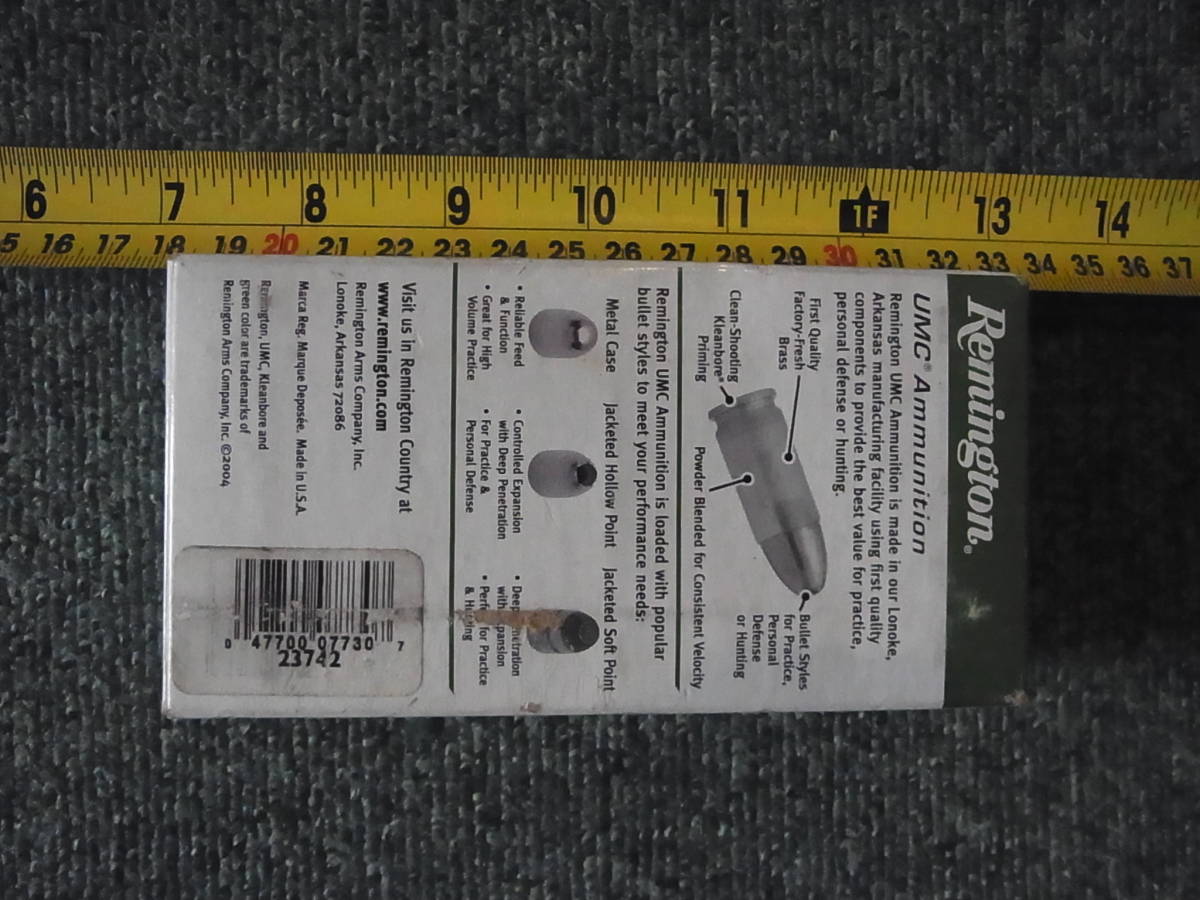 6 7 8 9 10 11 1F 13 14
5 16 17 18 19 20 21 22 23 24 25 26 27 28 29 30 31 32 33 34 35 36 37
Remington®
UMC® Ammunition
Remington UMC Ammunition is made in our Lonoke,
Arkansas manufacturing facility using first quality
components to provide the best value for practice,
personal defense or hunting.
First Quality
Factory-Fresh
Brass
Bullet Styles
for Practice,
Personal
Defense
or Hunting
Clean-Shooting
Kleanbore®
Priming
Powder Blended for Consistent Velocity
Remington UMC Ammunition is loaded with popular
bullet styles to meet your performance needs:
Metal Case
Jacketed Hollow Point
Jacketed Soft Point
• Reliable Feed
& Function
• Great for High
Volume Practice
• Controlled Expansion
with Deep Penetration
• For Practice &
Personal Defense
• Deep Penetration
with Expansion
• Perfect for Practice
& Hunting
Visit us in Remington Country at
www.remington.com
Remington Arms Company, Inc.
Lonoke, Arkansas 72086
Marca Reg. Marque Deposée. Made in U.S.A.
Remington, UMC, Kleanbore and
green color are trademarks of
Remington Arms Company, Inc. ©2004
0 47700 07730 7
23742